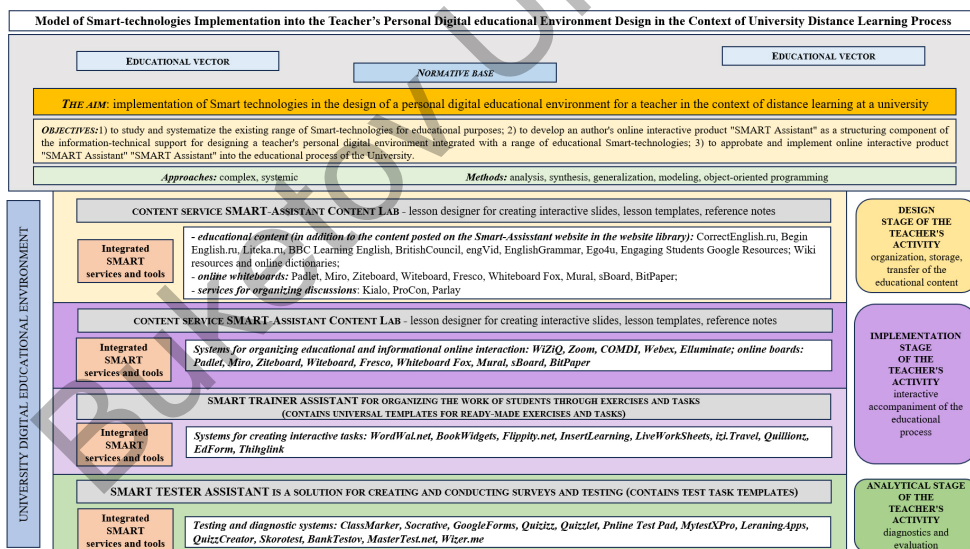 Model of Smart-technologies Implementation into the Teacher's Personal Digital educational Environment Design in the Context of University Distance Learning Process
EDUCATIONAL VECTOR
EDUCATIONAL VECTOR
NORMATIVE BASE
THE AIM: implementation of Smart technologies in the design of a personal digital educational environment for a teacher in the context of distance learning at a university
OBJECTIVES:1) to study and systematize the existing range of Smart-technologies for educational purposes; 2) to develop an author's online interactive product "SMART Assistant" as a structuring component of
the information-technical support for designing a teacher's personal digital environment integrated with a range of educational Smart-technologies; 3) to approbate and implement online interactive product
"SMART Assistant" "SMART Assistant" into the educational process of the University.
Approaches: complex, systemic
Methods: analysis, synthesis, generalization, modeling, object-oriented programming
UNIVERSITY DIGITAL EDUCATIONAL ENVIRONMENT
CONTENT SERVICE SMART-ASSISTANT CONTENT LAB - lesson designer for creating interactive slides, lesson templates, reference notes
Integrated
SMART
services and tools
- educational content (in addition to the content posted on the Smart-Assisstant website in the website library): CorrectEnglish.ru, Begin
English.ru, Liteka.ru, BBC Learning English, BritishCouncil, engVid, EnglishGrammar, Ego4u, Engaging Students Google Resources; Wiki
resources and online dictionaries;
- online whiteboards: Padlet, Miro, Ziteboard, Witeboard, Fresco, Whiteboard Fox, Mural, sBoard, BitPaper;
- services for organizing discussions: Kialo, ProCon, Parlay
DESIGN
STAGE OF THE
TEACHER'S
ACTIVITY
organization, storage,
transfer of the
educational content
CONTENT SERVICE SMART-ASSISTANT CONTENT LAB - lesson designer for creating interactive slides, lesson templates, reference notes
Integrated
SMART
services and tools
Systems for organizing educational and informational online interaction: WiZiQ, Zoom, COMDI, Webex, Elluminate; online boards:
Padlet, Miro, Ziteboard, Witeboard, Fresco, Whiteboard Fox, Mural, sBoard, BitPaper
SMART TRAINER ASSISTANT FOR ORGANIZING THE WORK OF STUDENTS THROUGH EXERCISES AND TASKS
(CONTAINS UNIVERSAL TEMPLATES FOR READY-MADE EXERCISES AND TASKS)
Integrated
SMART
services and tools
Systems for creating interactive tasks: WordWal.net, BookWidgets, Flippity.net, InsertLearning, LiveWorkSheets, izi.Travel, Quillionz,
EdForm, Thihglink
IMPLEMENTATION
STAGE
OF THE
TEACHER'S
ACTIVITY
interactive
accompaniment of the
educational
process
SMART TESTER ASSISTANT IS A SOLUTION FOR CREATING AND CONDUCTING SURVEYS AND TESTING (CONTAINS TEST TASK TEMPLATES)
Integrated
SMART
services and tools
Testing and diagnostic systems: ClassMarker, Socrative, GoogleForms, Quizizz, Quizzlet, Pnline Test Pad, MytestXPro, LeraningApps,
QuizzCreator, Skorotest, BankTestov, MasterTest.net, Wizer.me
ANALYTICAL STAGE
OF THE
TEACHER'S
ACTIVITY
diagnostics and
evaluation
Buketov